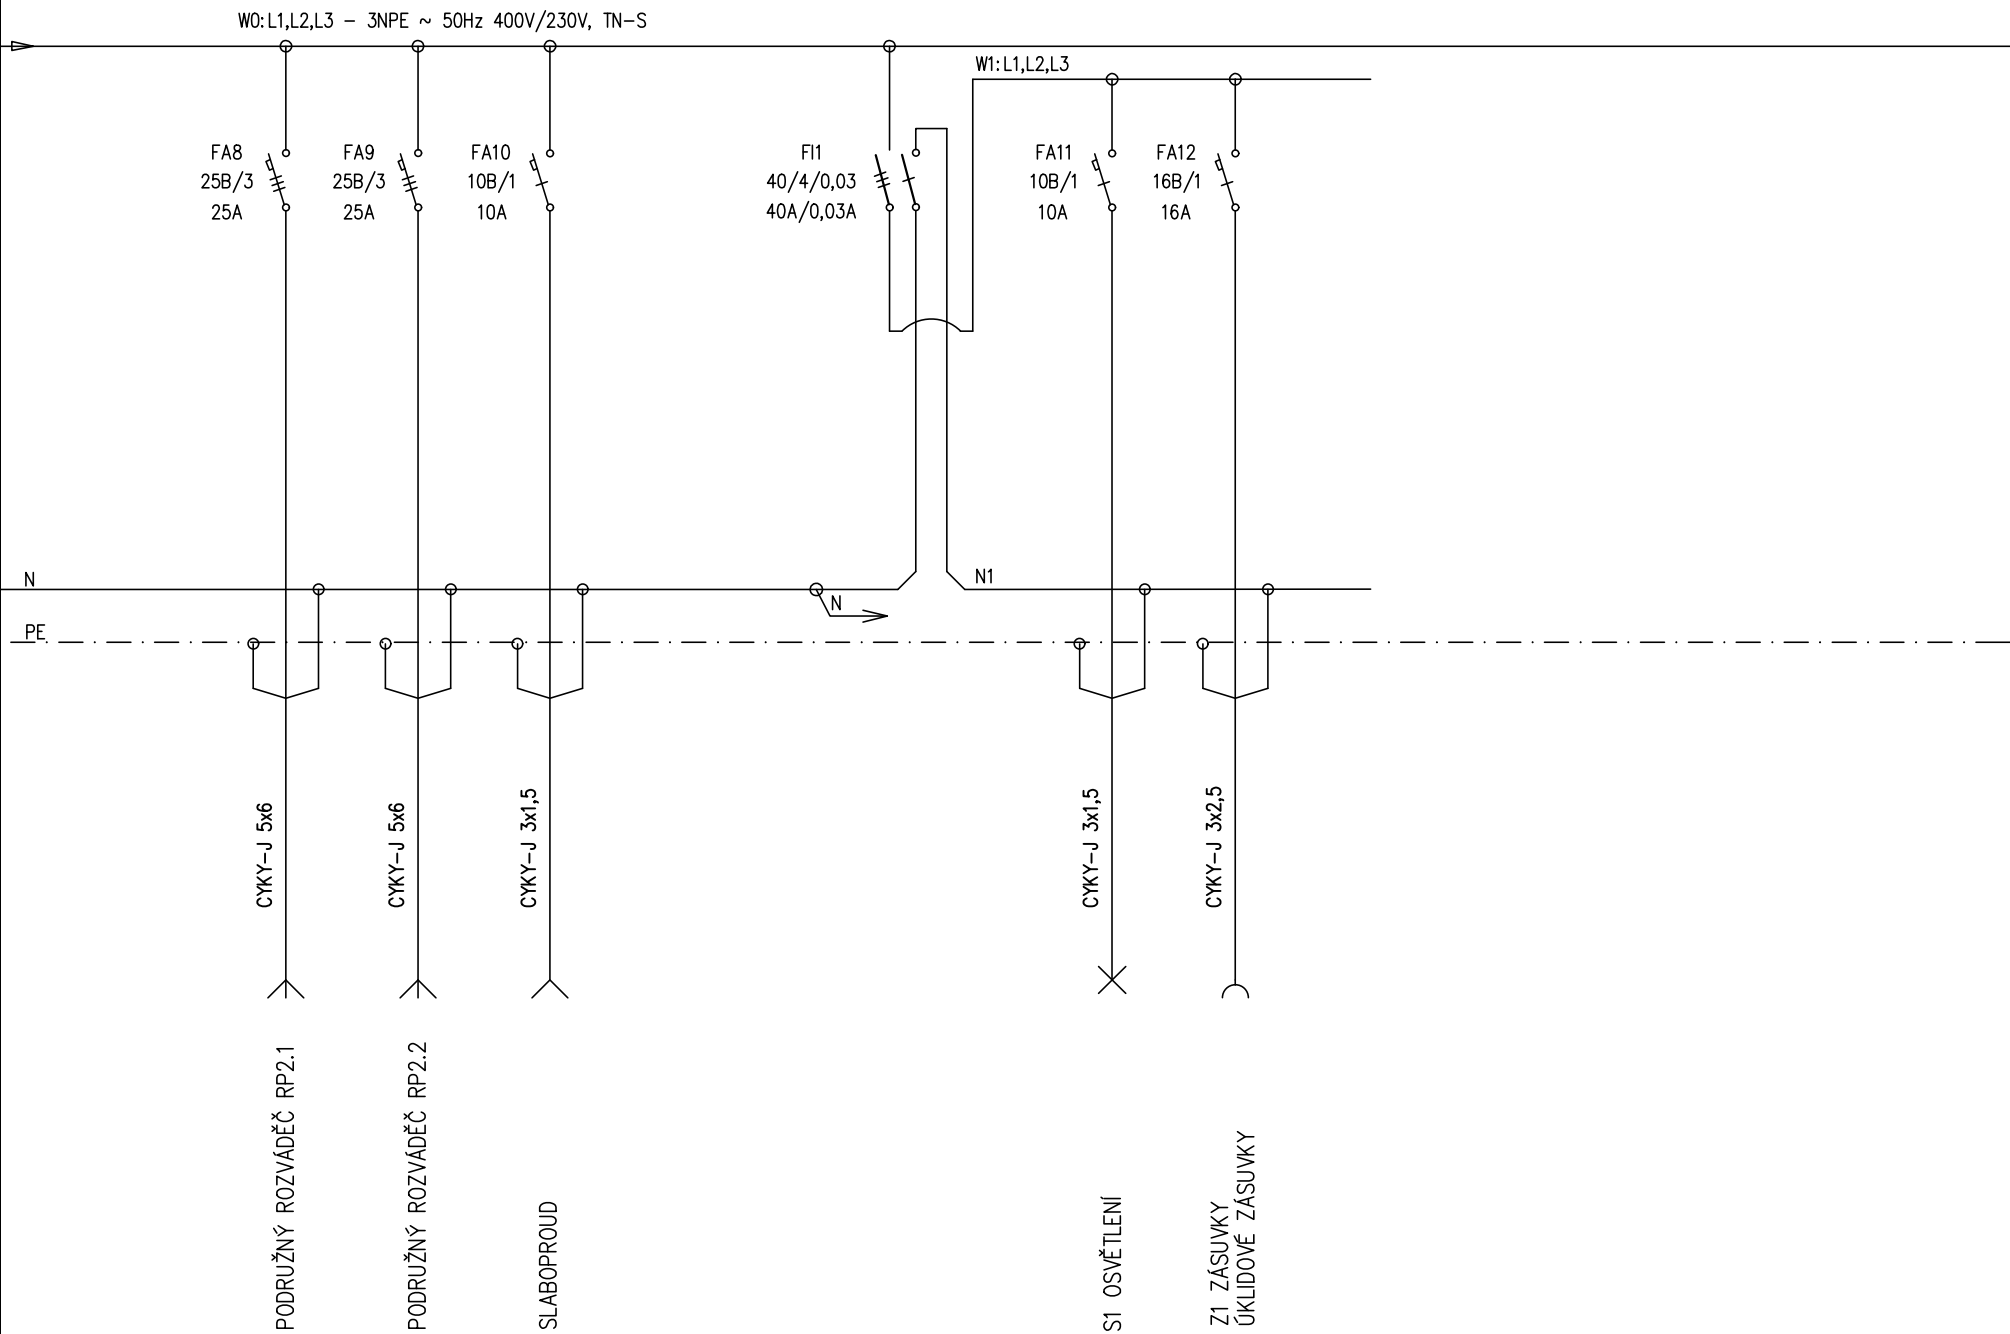 W0:L1,L2,L3 – 3NPE ~ 50Hz 400V/230V, TN–S
W1:L1,L2,L3
FA8
25B/3
25A
FA9
25B/3
25A
FA10
10B/1
10A
FI1
40/4/0,03
40A/0,03A
FA11
10B/1
10A
FA12
16B/1
16A
N
N
N1
PE
CYKY–J 5x6
CYKY–J 5x6
CYKY–J 3x1,5
CYKY–J 3x1,5
CYKY–J 3x2,5
PODRUŽNÝ ROZVÁDĚČ RP2.1
PODRUŽNÝ ROZVÁDĚČ RP2.2
SLABOPROUD
S1 OSVĚTLENÍ
Z1 ZÁSUVKY
ÚKLIDOVÉ ZÁSUVKY